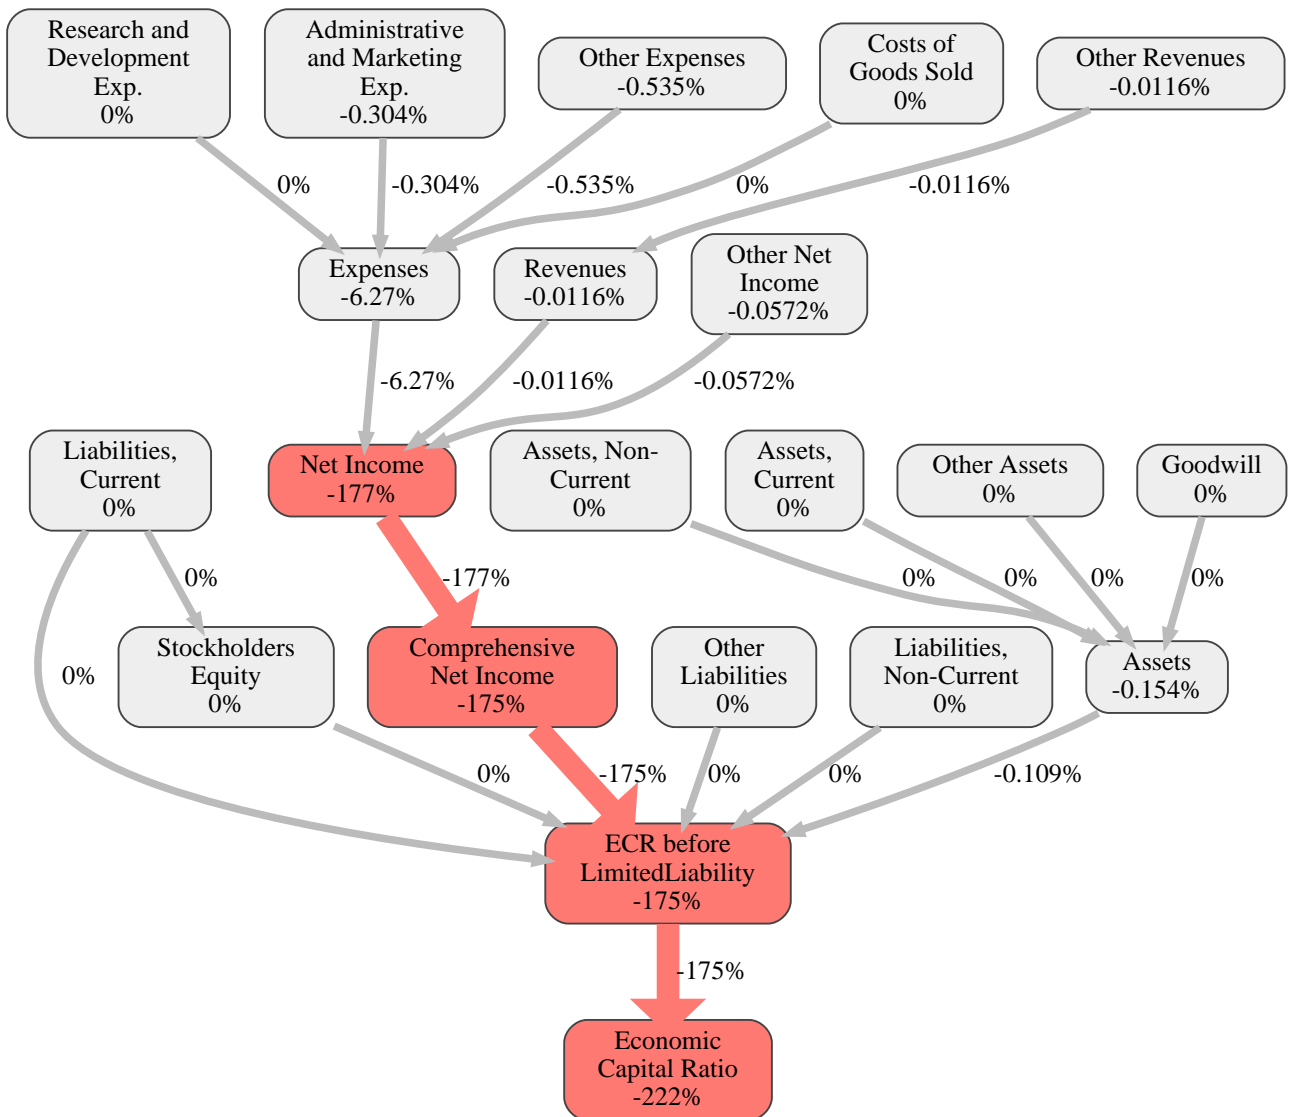 Research and
Development
Exp.
0%
Administrative
and Marketing
Exp.
-0.304%
Other Expenses
-0.535%
Costs of
Goods Sold
0%
Other Revenues
-0.0116%
0%
-0.304%
-0.535%
0%
-0.0116%
Expenses
-6.27%
Revenues
-0.0116%
Other Net
Income
-0.0572%
-6.27%
-0.0116%
-0.0572%
Liabilities,
Current
0%
Net Income
-177%
Assets, Non-
Current
0%
Assets,
Current
0%
Other Assets
0%
Goodwill
0%
0%
-177%
0%
0%
0%
0%
0%
Stockholders
Equity
0%
Comprehensive
Net Income
-175%
Other
Liabilities
0%
Liabilities,
Non-Current
0%
Assets
-0.154%
0%
-175%
0%
0%
-0.109%
ECR before
LimitedLiability
-175%
-175%
Economic
Capital Ratio
-222%